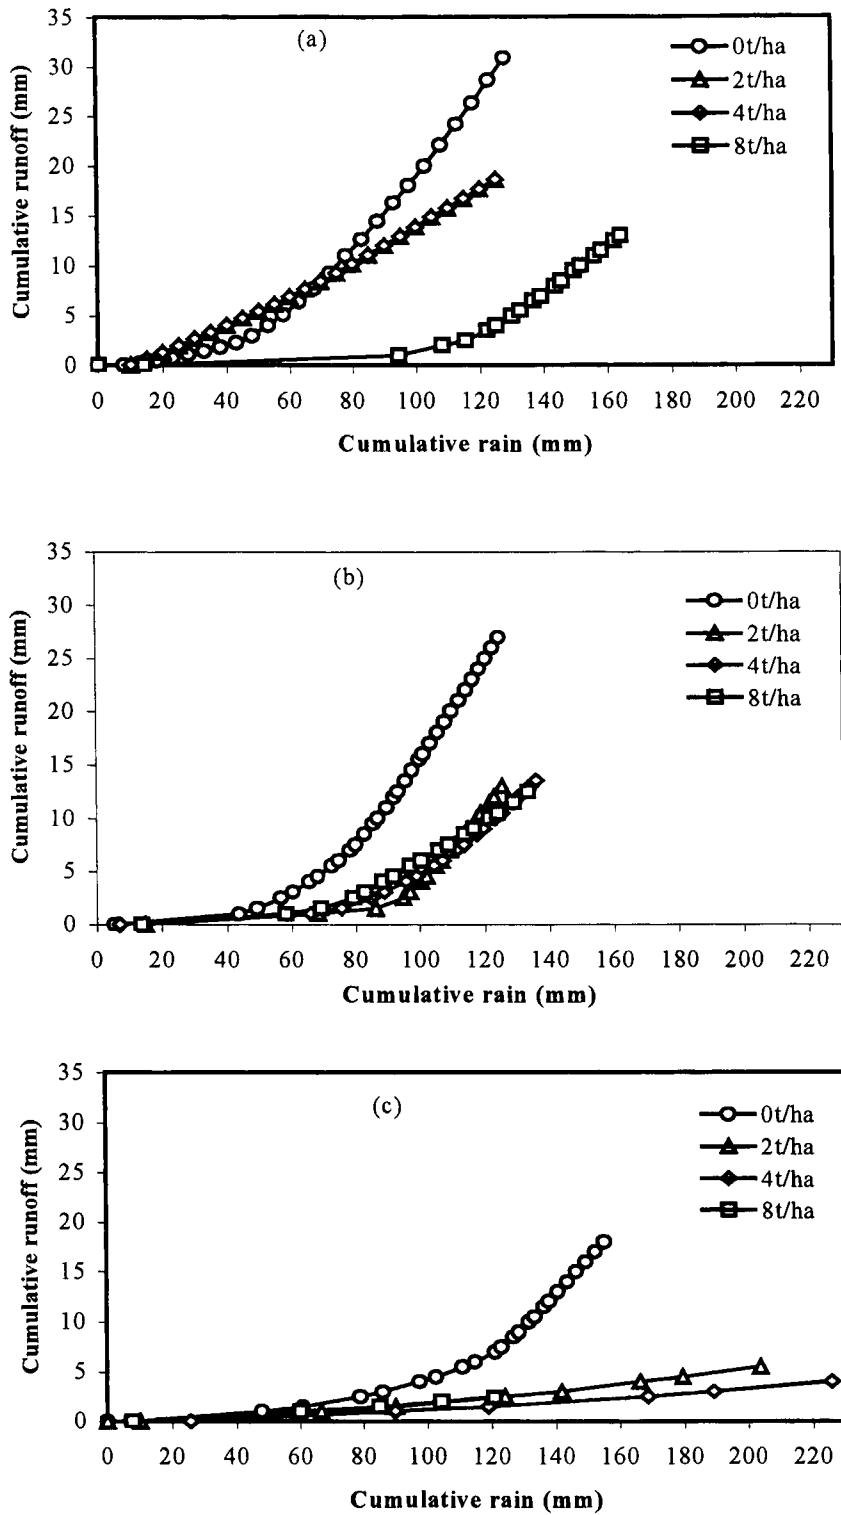 (a)
35
30
25
20
15
10
5
0
Cumulative runoff (mm)
0t/ha
2t/ha
4t/ha
8t/ha
0 20 40 60 80 100 120 140 160 180 200 220
Cumulative rain (mm)
(b)
35
30
25
20
15
10
5
0
Cumulative runoff (mm)
0t/ha
2t/ha
4t/ha
8t/ha
0 20 40 60 80 100 120 140 160 180 200 220
Cumulative rain (mm)
(c)
35
30
25
20
15
10
5
0
Cumulative runoff (mm)
0t/ha
2t/ha
4t/ha
8t/ha
0 20 40 60 80 100 120 140 160 180 200 220
Cumulative rain (mm)